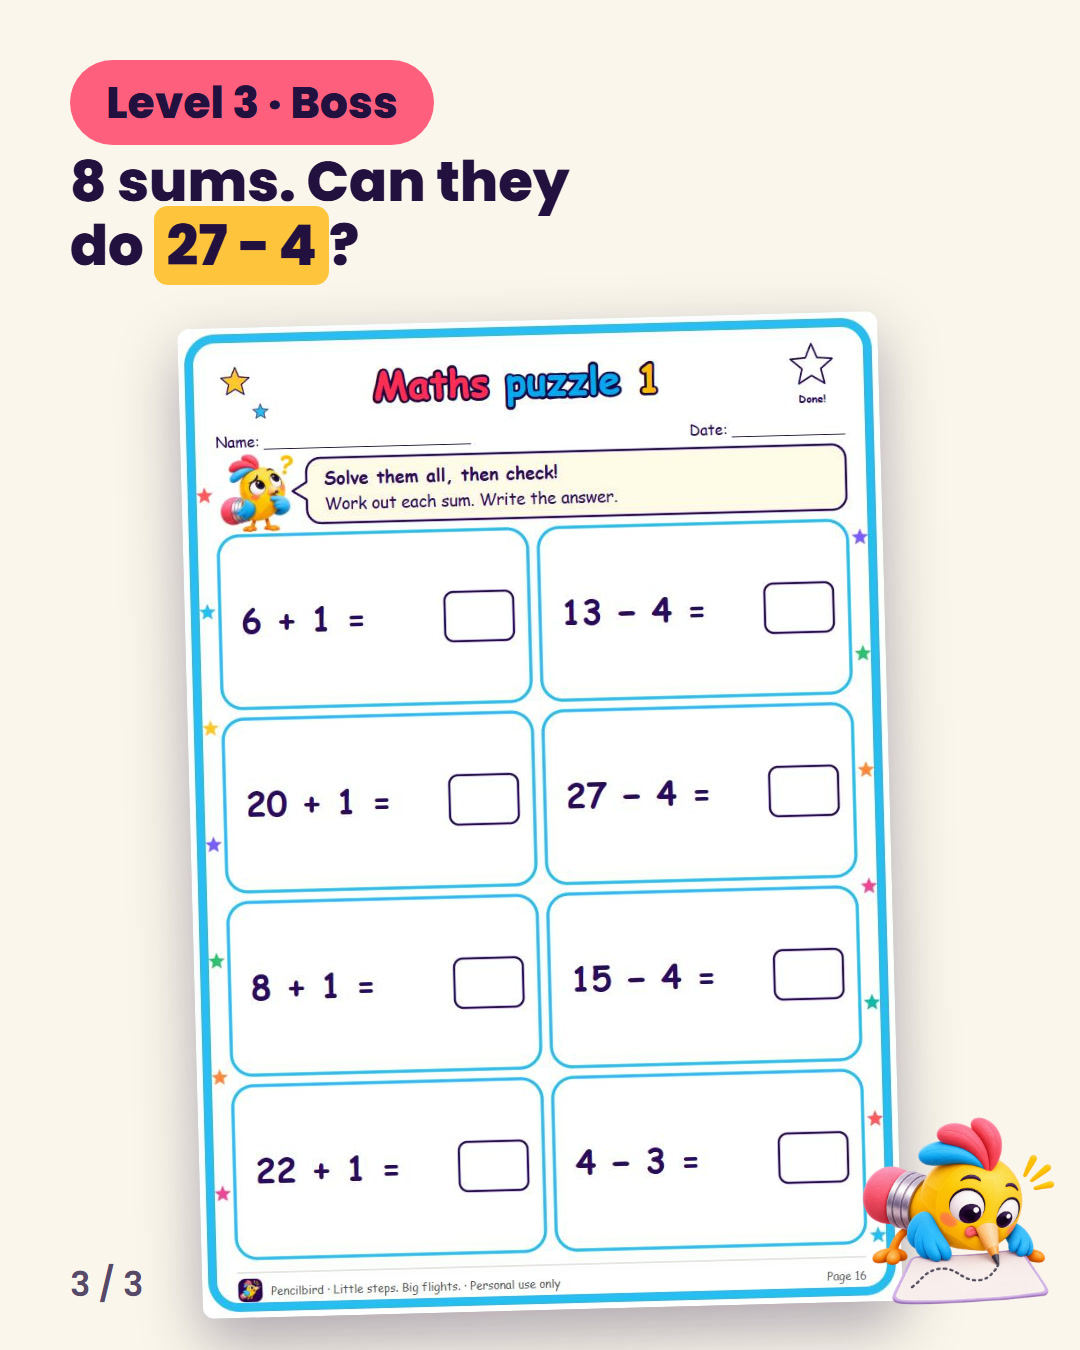 Level 3 • Boss
8 sums. Can they
do 27 – 4?
Maths puzzle 1
Done!
Name: ____________________
Date: ____________________
?
Solve them all, then check!
Work out each sum. Write the answer.
6 + 1 =
13 – 4 =
20 + 1 =
27 – 4 =
8 + 1 =
15 – 4 =
22 + 1 =
4 – 3 =
Pencilbird · Little steps. Big flights. · Personal use only
Page 16
3 / 3